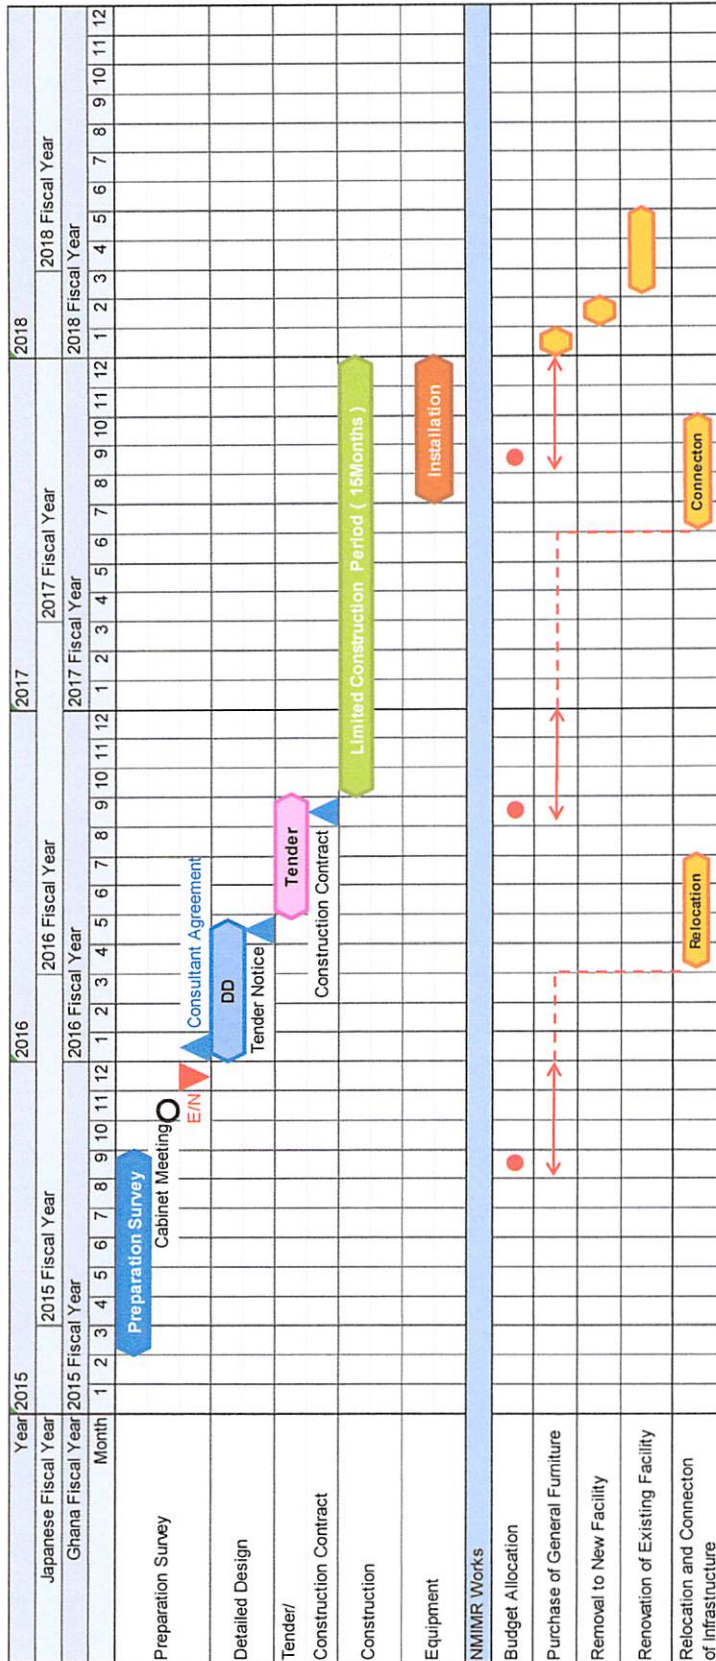 Year 2015 2016 2017 2018
Japanese Fiscal Year 2015 Fiscal Year 2016 Fiscal Year 2017 Fiscal Year 2018 Fiscal Year
Ghana Fiscal Year 2015 Fiscal Year 2016 Fiscal Year 2017 Fiscal Year 2018 Fiscal Year
Month 1 2 3 4 5 6 7 8 9 10 11 12 1 2 3 4 5 6 7 8 9 10 11 12 1 2 3 4 5 6 7 8 9 10 11 12 1 2 3 4 5 6 7 8 9 10 11 12
Preparation Survey
Preparation Survey
Cabinet Meeting
E/N
Consultant Agreement
Detailed Design
DD
Tender Notice
Tender/
Construction Contract
Tender
Construction Contract
Construction
Limited Construction Period ( 15Months )
Equipment
Installation
NMIMR Works
Budget Allocation
Purchase of General Furniture
Removal to New Facility
Renovation of Existing Facility
Relocation and Connecton
of Infrastructure
Relocation
Connecton